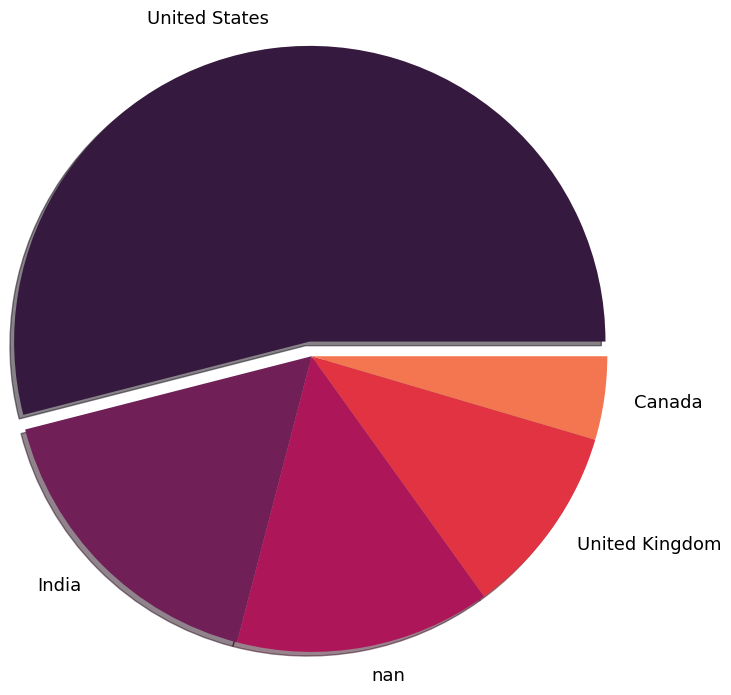 United States
Canada
United Kingdom
India
nan